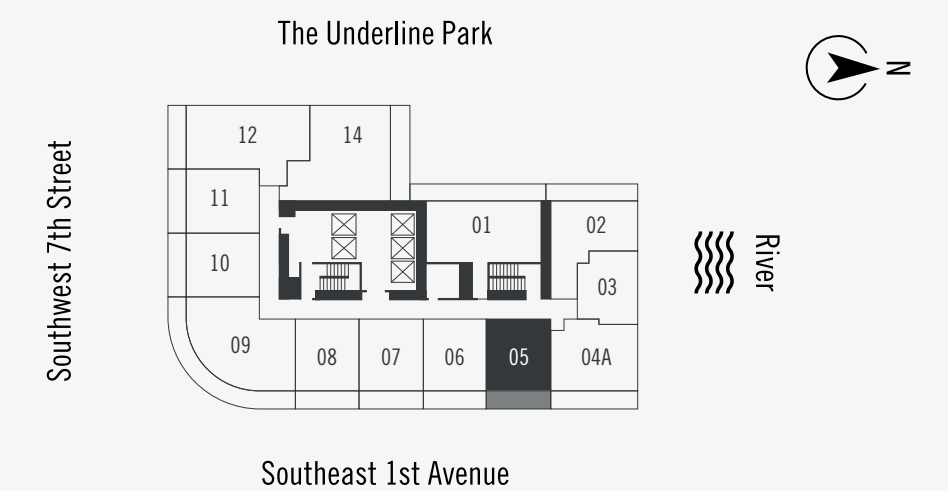 The Underline Park
N
Southwest 7th Street
12
14
11
10
01
02
03
River
09
08
07
06
05
04A
Southeast 1st Avenue